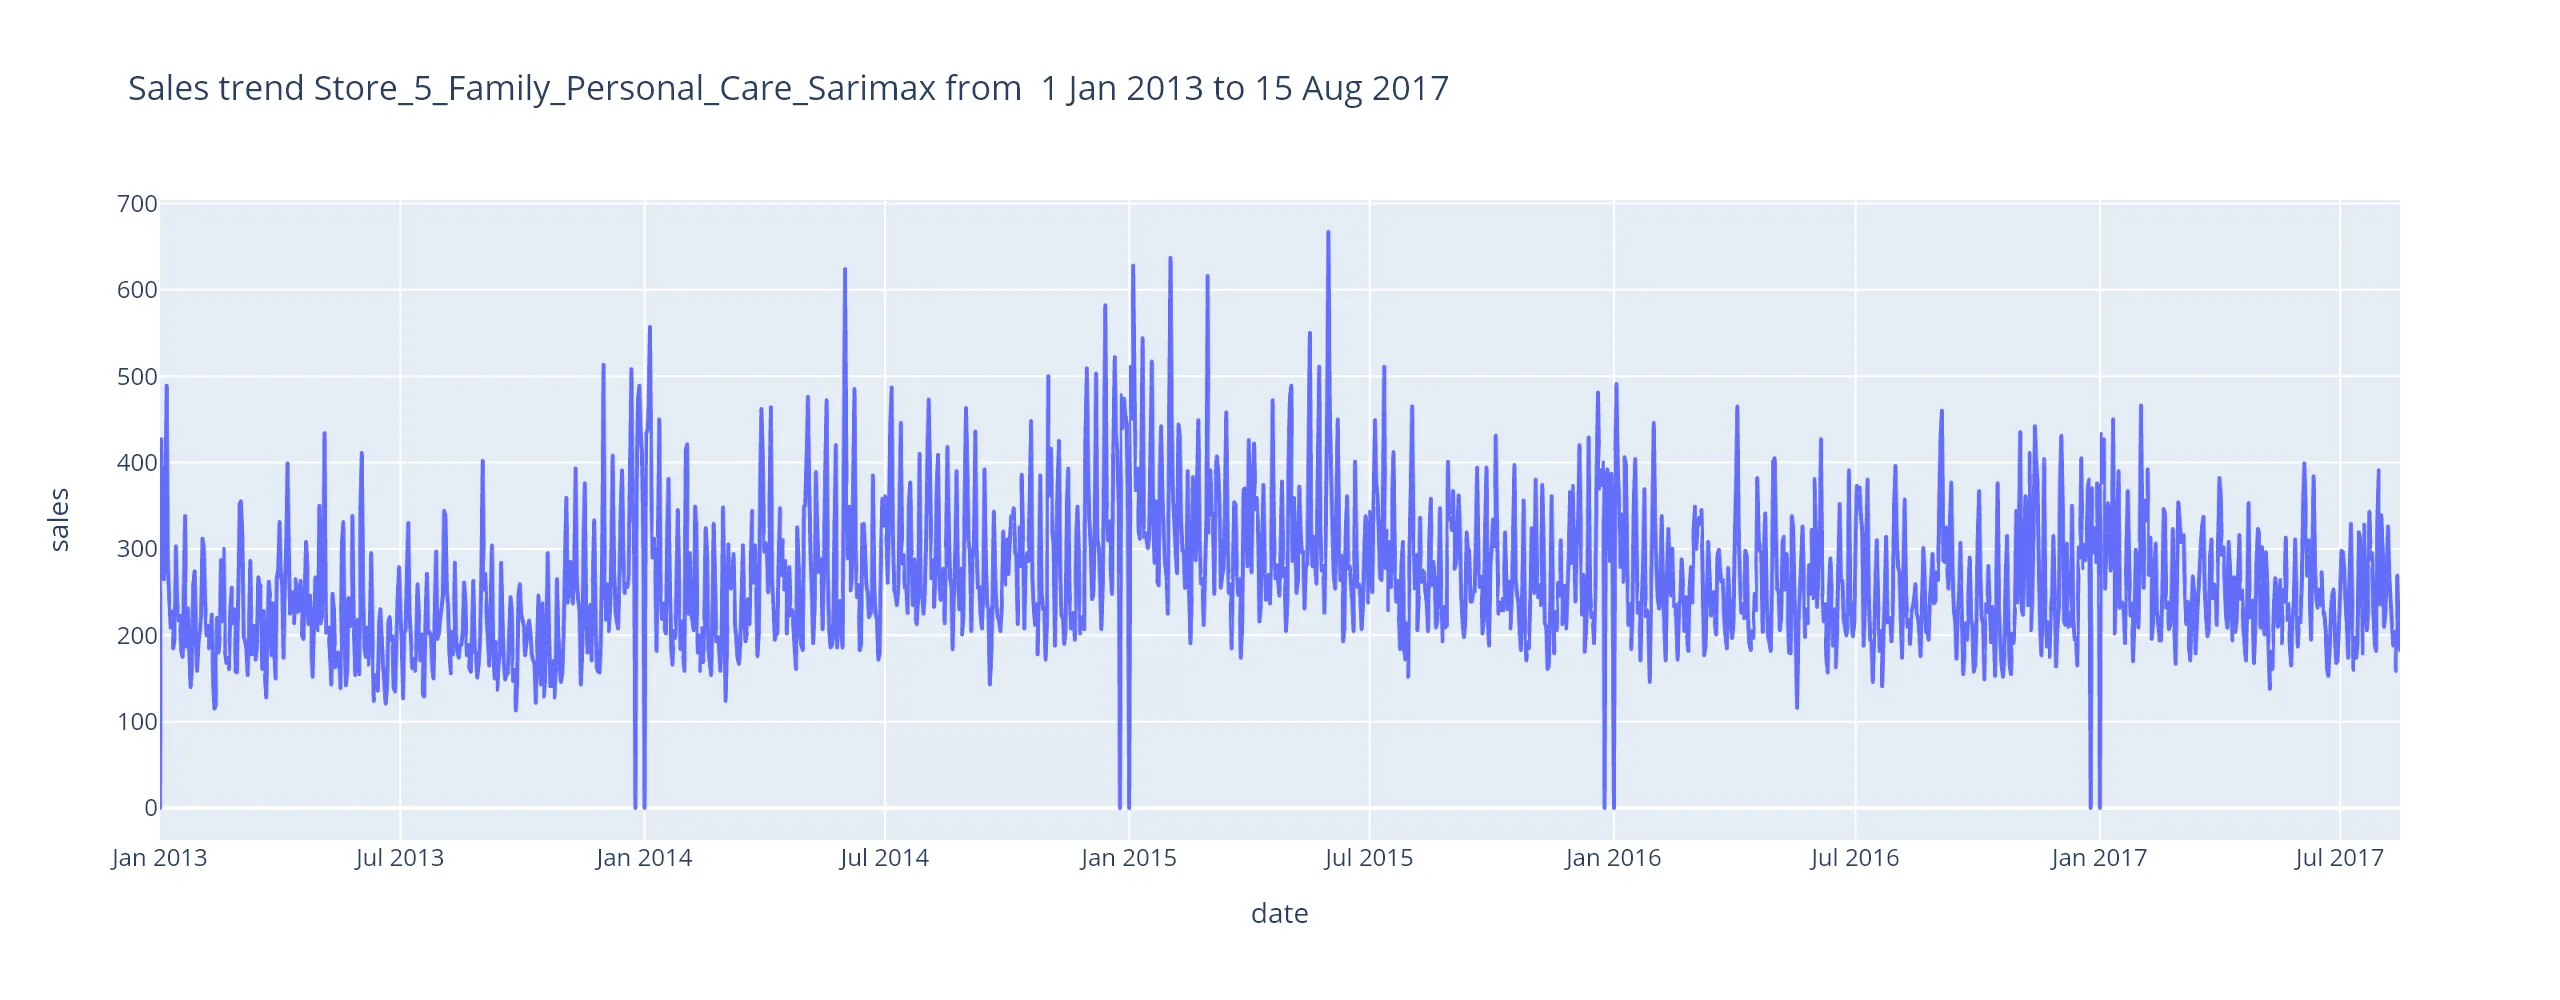 Sales trend Store_5_Family_Personal_Care_Sarimax from  1 Jan 2013 to 15 Aug 2017
700
600
500
400
300
200
100
0
sales
Jan 2013 Jul 2013 Jan 2014 Jul 2014 Jan 2015 Jul 2015 Jan 2016 Jul 2016 Jan 2017 Jul 2017
date